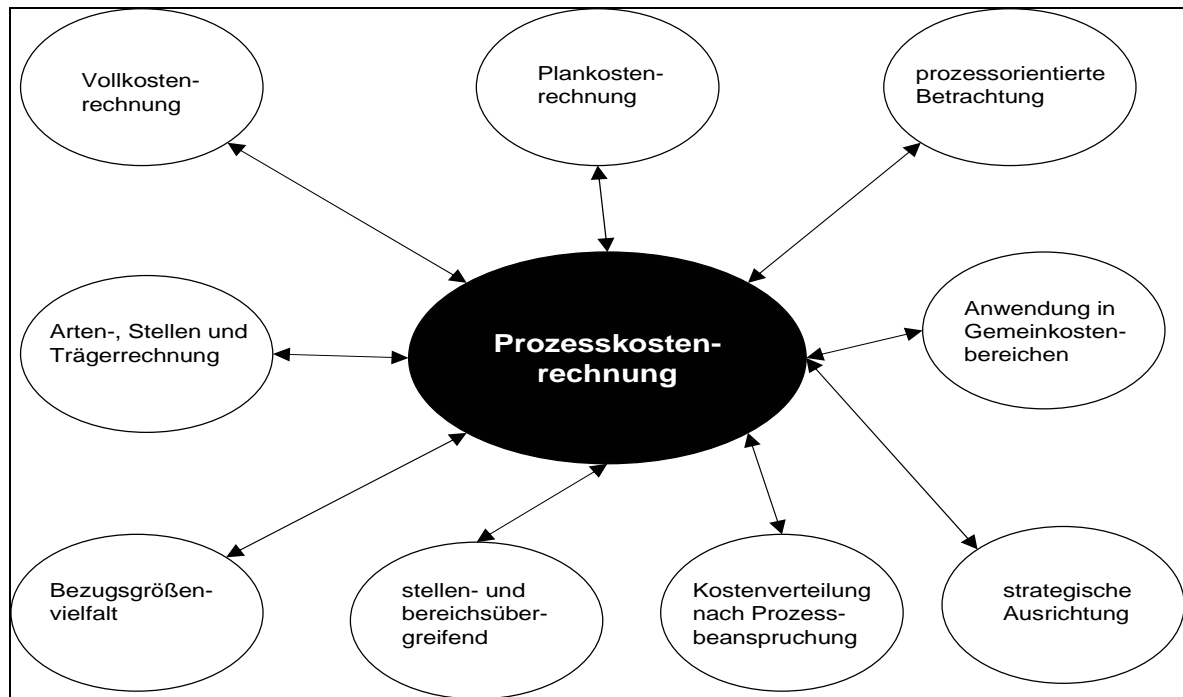 Vollkosten-
rechnung
Plankosten-
rechnung
prozessorientierte
Betrachtung
Arten-, Stellen und
Trägerrechnung
Prozesskosten-
rechnung
Anwendung in
Gemeinkosten-
bereichen
Bezugsgrößen-
vielfalt
stellen- und
bereichsüber-
greifend
Kostenverteilung
nach Prozess-
beanspruchung
strategische
Ausrichtung